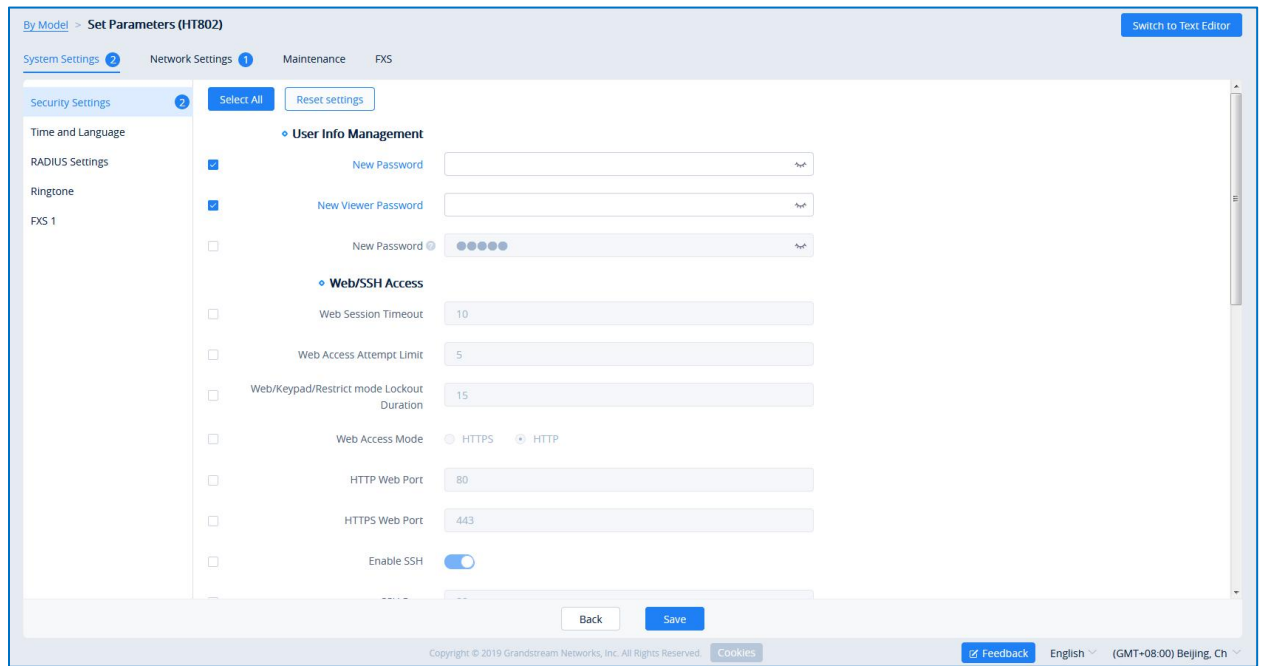 By Model > Set Parameters (HT802)
Switch to Text Editor
System Settings 2 Network Settings 1 Maintenance FXS
Security Settings 2
Time and Language
RADIUS Settings
Ringtone
FXS 1
Select All Reset settings
User Info Management
New Password
New Viewer Password
New Password
Web/SSH Access
Web Session Timeout 10
Web Access Attempt Limit 5
Web/Keypad/Restrict mode Lockout
Duration 15
Web Access Mode HTTPS HTTP
HTTP Web Port 80
HTTPS Web Port 443
Enable SSH
Back Save
Copyright © 2019 Grandstream Networks, Inc. All Rights Reserved. Cookies
Feedback English (GMT+08:00) Beijing, Ch